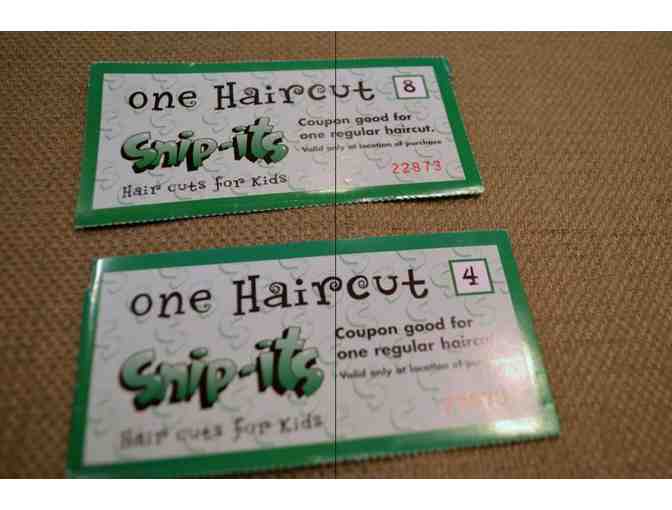 one Haircut 8
Snip-its
Hair cuts for Kids
Coupon good for
one regular haircut.
• Valid only at location of purchase
22873
one Haircut 4
Snip-its
Hair cuts for Kids
Coupon good for
one regular
Valid only at location of